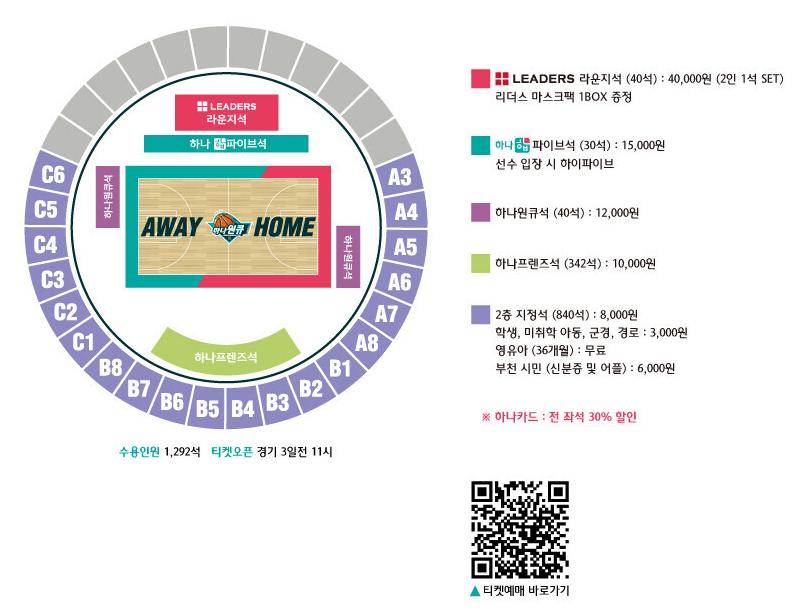 LEADERS
라운지석
하나 파이브석
하나원큐석
AWAY 하나원큐 HOME
하나원큐석
하나프렌즈석
C6
C5
C4
C3
C2
C1
B8
B7
B6
B5
B4
B3
B2
B1
A8
A7
A6
A5
A4
A3
수용인원 1,292석 티켓오픈 경기 3일전 11시
LEADERS 라운지석 (40석) : 40,000원 (2인 1석 SET)
리더스 마스크팩 1BOX 증정
하나 파이브석 (30석) : 15,000원
선수 입장 시 하이파이브
하나원큐석 (40석) : 12,000원
하나프렌즈석 (342석) : 10,000원
2층 지정석 (840석) : 8,000원
학생, 미취학 아동, 군경, 경로 : 3,000원
영유아 (36개월) : 무료
부천 시민 (신분증 및 어플) : 6,000원
※ 하나카드 : 전 좌석 30% 할인
▲ 티켓예매 바로가기